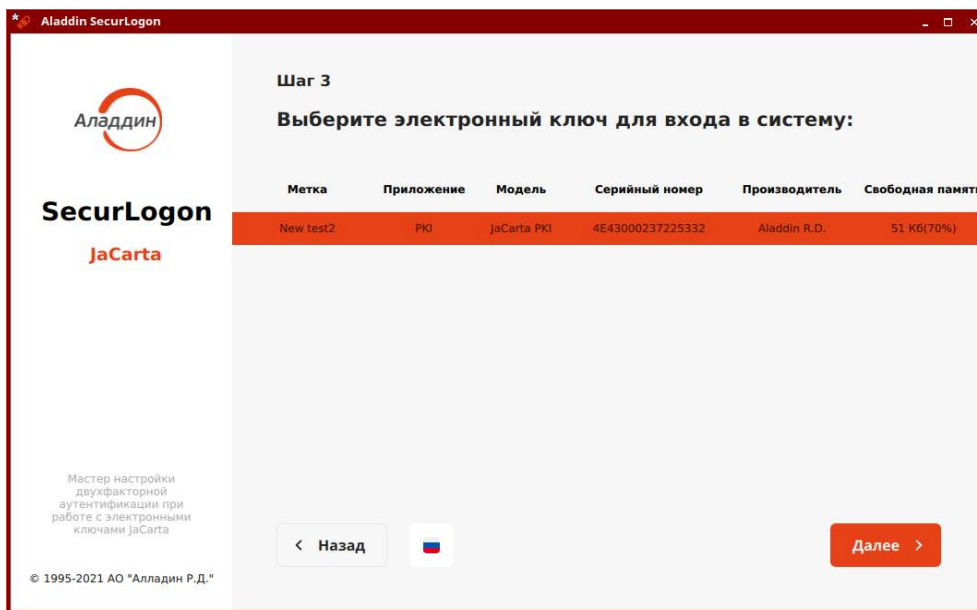 Aladdin SecurLogon
Аладдин
SecurLogon
JaCarta
Мастер настройки
двухфакторной
аутентификации при
работе с электронными
ключами JaCarta
© 1995-2021 АО "Алладин Р.Д."
Шаг 3
Выберите электронный ключ для входа в систему:
Метка Приложение Модель Серийный номер Производитель Свободная память
New test2 PKI JaCarta PKI 4E43000237225332 Aladdin R.D. 51 Кб(70%)
Назад
Далее